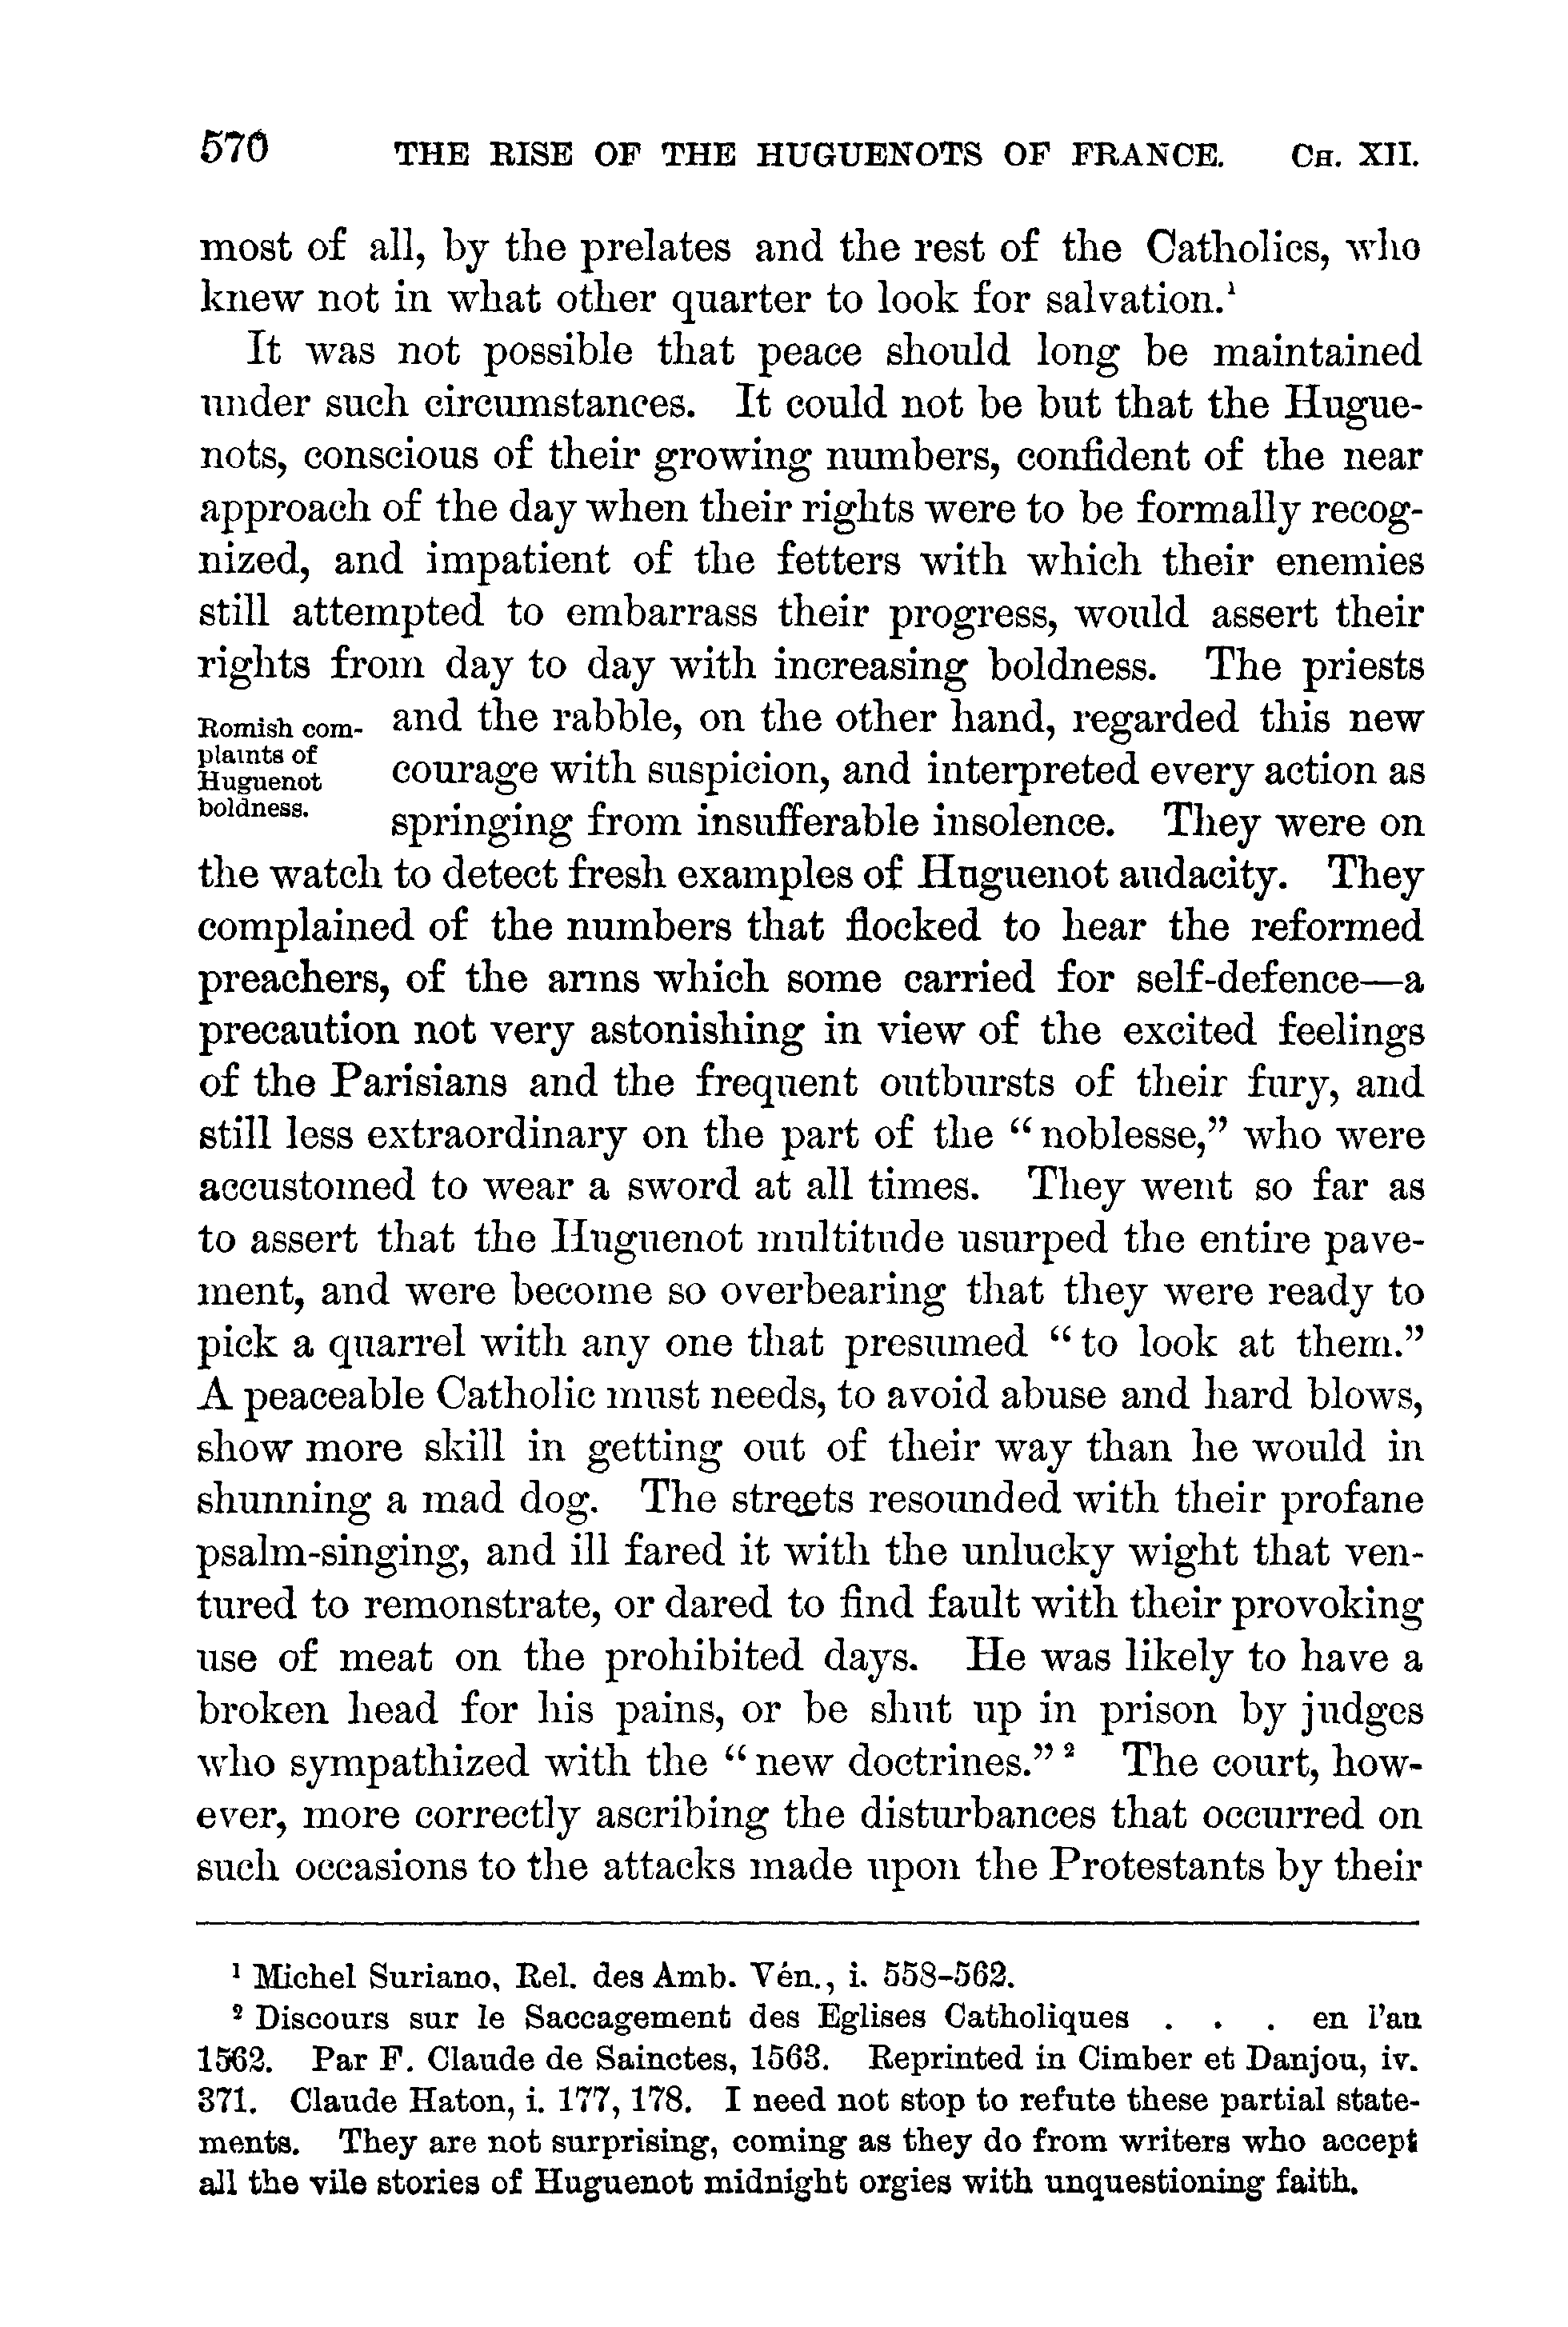 570 THE RISE OF THE HUGUENOTS OF FRANCE. CH. XII.
most of all, by the prelates and the rest of the Catholics, who
knew not in what other quarter to look for salvation.¹
It was not possible that peace should long be maintained
under such circumstances. It could not be but that the Hugue-
nots, conscious of their growing numbers, confident of the near
approach of the day when their rights were to be formally recog-
nized, and impatient of the fetters with which their enemies
still attempted to embarrass their progress, would assert their
rights from day to day with increasing boldness. The priests
Romish com-
plaints of
Huguenot
boldness.
and the rabble, on the other hand, regarded this new
courage with suspicion, and interpreted every action as
springing from insufferable insolence. They were on
the watch to detect fresh examples of Huguenot audacity. They
complained of the numbers that flocked to hear the reformed
preachers, of the arms which some carried for self-defence—a
precaution not very astonishing in view of the excited feelings
of the Parisians and the frequent outbursts of their fury, and
still less extraordinary on the part of the “noblesse,” who were
accustomed to wear a sword at all times. They went so far as
to assert that the Huguenot multitude usurped the entire pave-
ment, and were become so overbearing that they were ready to
pick a quarrel with any one that presumed “to look at them.”
A peaceable Catholic must needs, to avoid abuse and hard blows,
show more skill in getting out of their way than he would in
shunning a mad dog. The streets resounded with their profane
psalm-singing, and ill fared it with the unlucky wight that ven-
tured to remonstrate, or dared to find fault with their provoking
use of meat on the prohibited days. He was likely to have a
broken head for his pains, or be shut up in prison by judges
who sympathized with the “new doctrines.” ² The court, how-
ever, more correctly ascribing the disturbances that occurred on
such occasions to the attacks made upon the Protestants by their
¹ Michel Suriano, Rel. des Amb. Vén., i. 558-562.
² Discours sur le Saccagement des Eglises Catholiques . . . en l’an
1562. Par F. Claude de Sainctes, 1563. Reprinted in Cimber et Danjou, iv.
371. Claude Haton, i. 177, 178. I need not stop to refute these partial state-
ments. They are not surprising, coming as they do from writers who accept
all the vile stories of Huguenot midnight orgies with unquestioning faith.